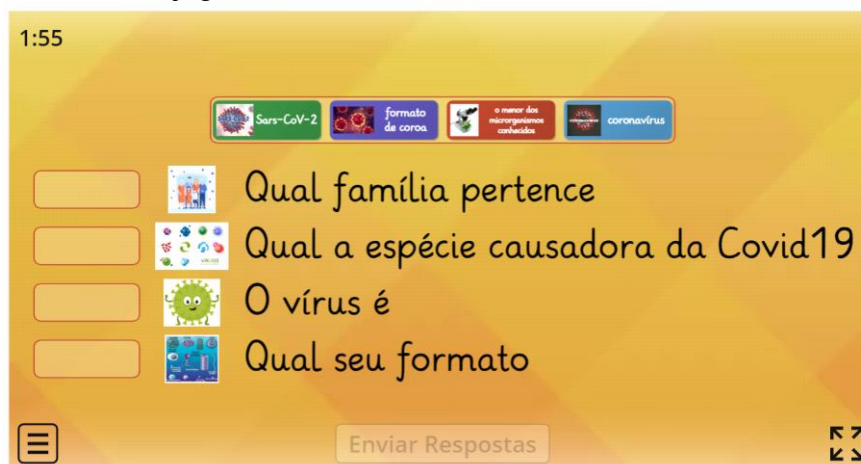 1:55
Sars-CoV-2
formato
de coroa
o menor dos
microrganismos
conhecidos
coronavírus
Qual família pertence
Qual a espécie causadora da Covid19
O vírus é
Qual seu formato
Enviar Respostas